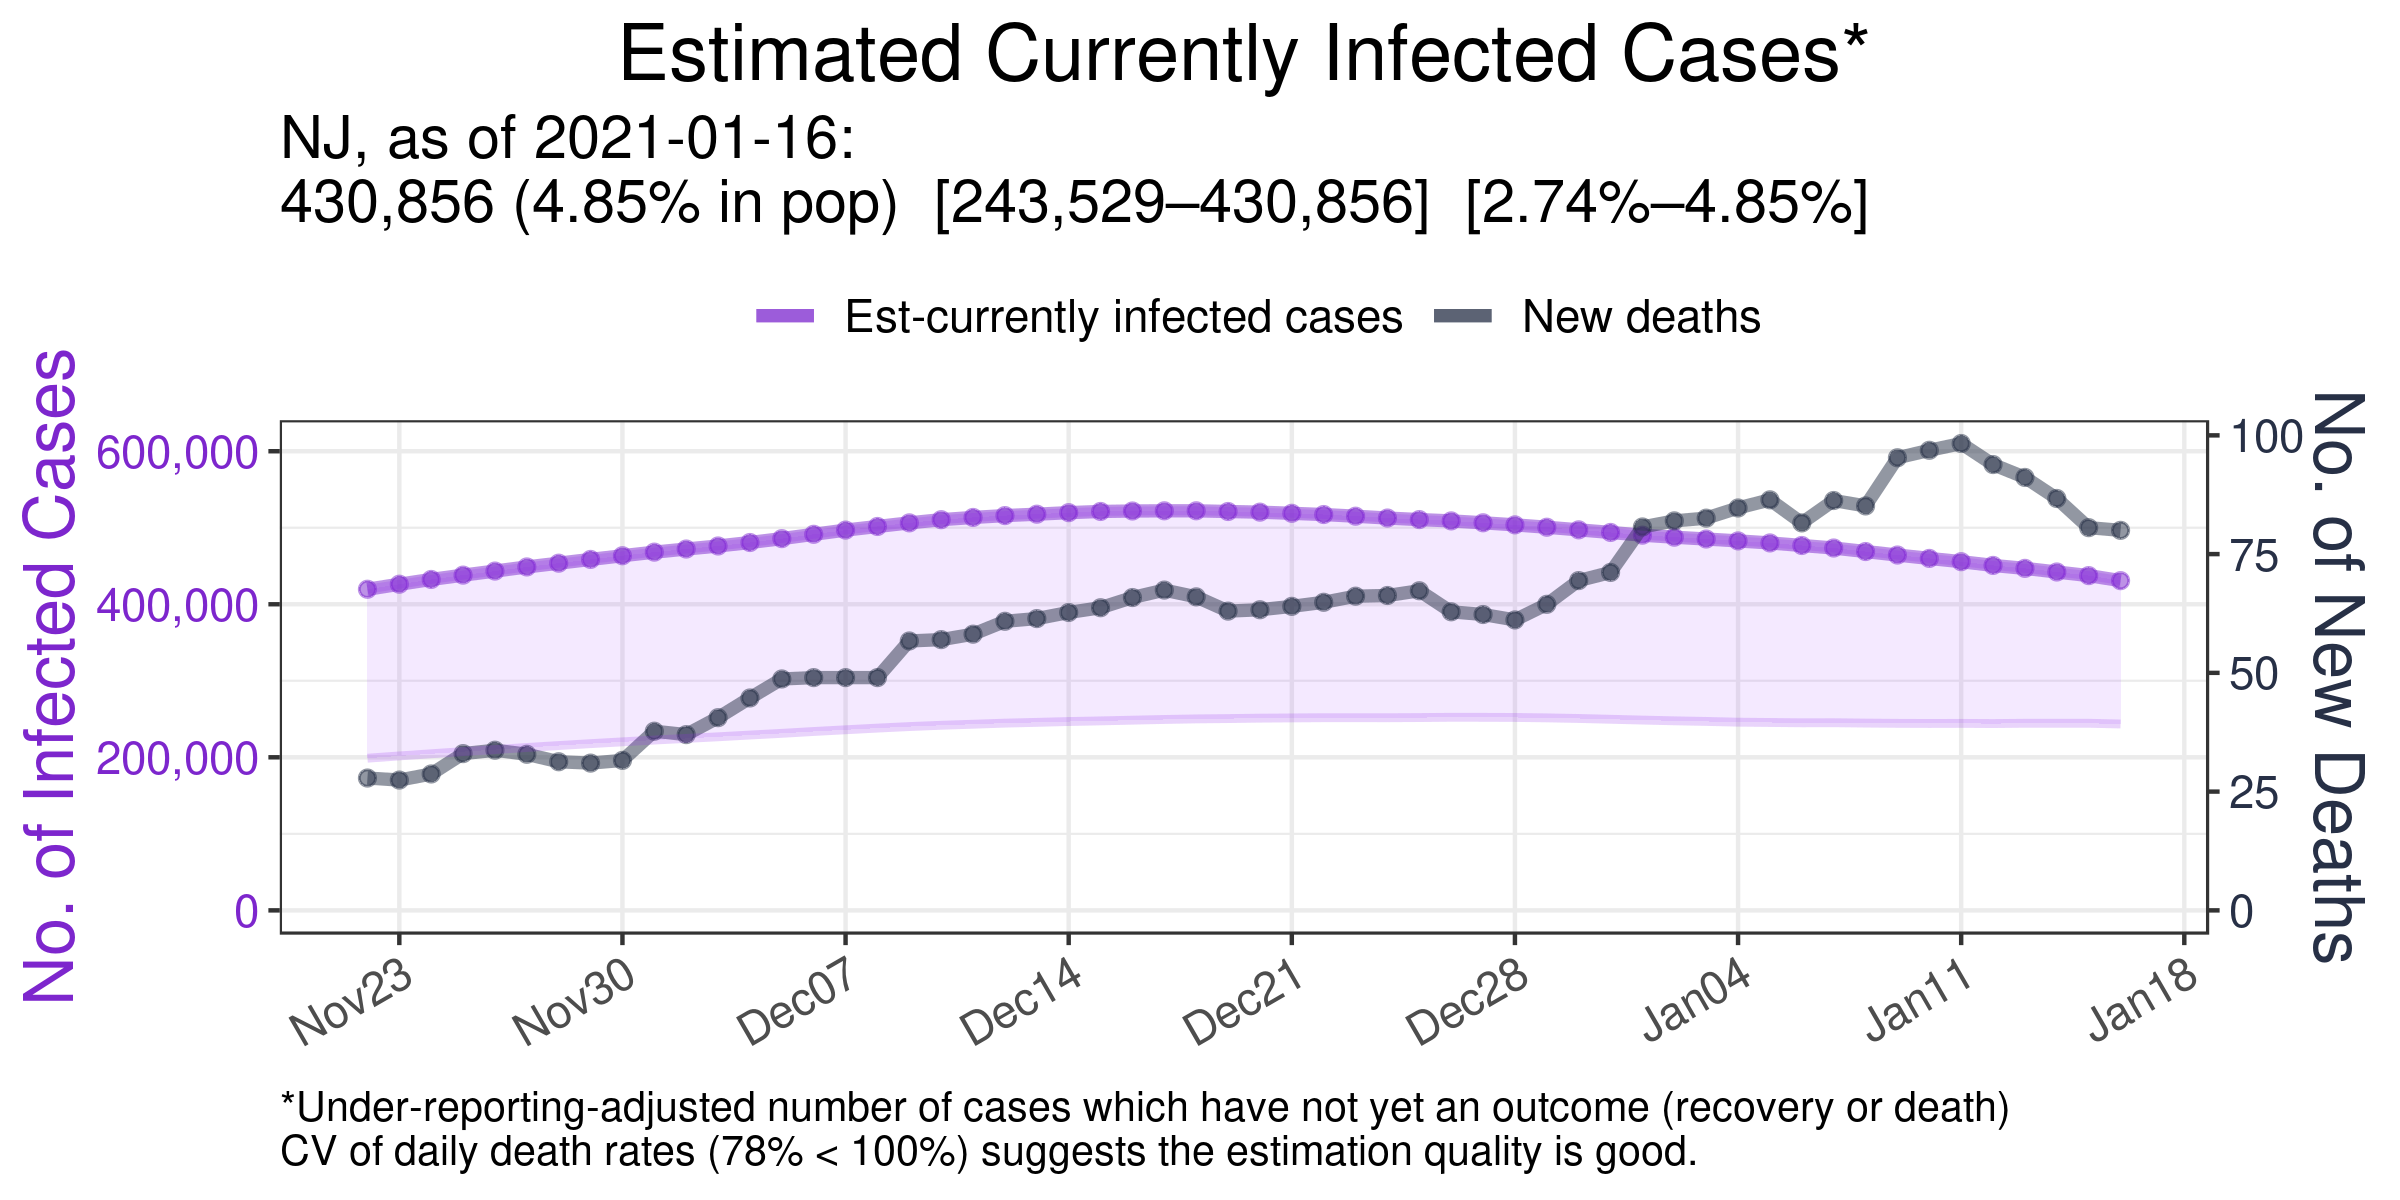 Estimated Currently Infected Cases*
NJ, as of 2021-01-16:
430,856 (4.85% in pop)  [243,529–430,856]  [2.74%–4.85%]
Est-currently infected cases
New deaths
No. of Infected Cases
600,000
400,000
200,000
0
100
75
50
25
0
No. of New Deaths
Nov23
Nov30
Dec07
Dec14
Dec21
Dec28
Jan04
Jan11
Jan18
*Under-reporting-adjusted number of cases which have not yet an outcome (recovery or death)
CV of daily death rates (78% < 100%) suggests the estimation quality is good.